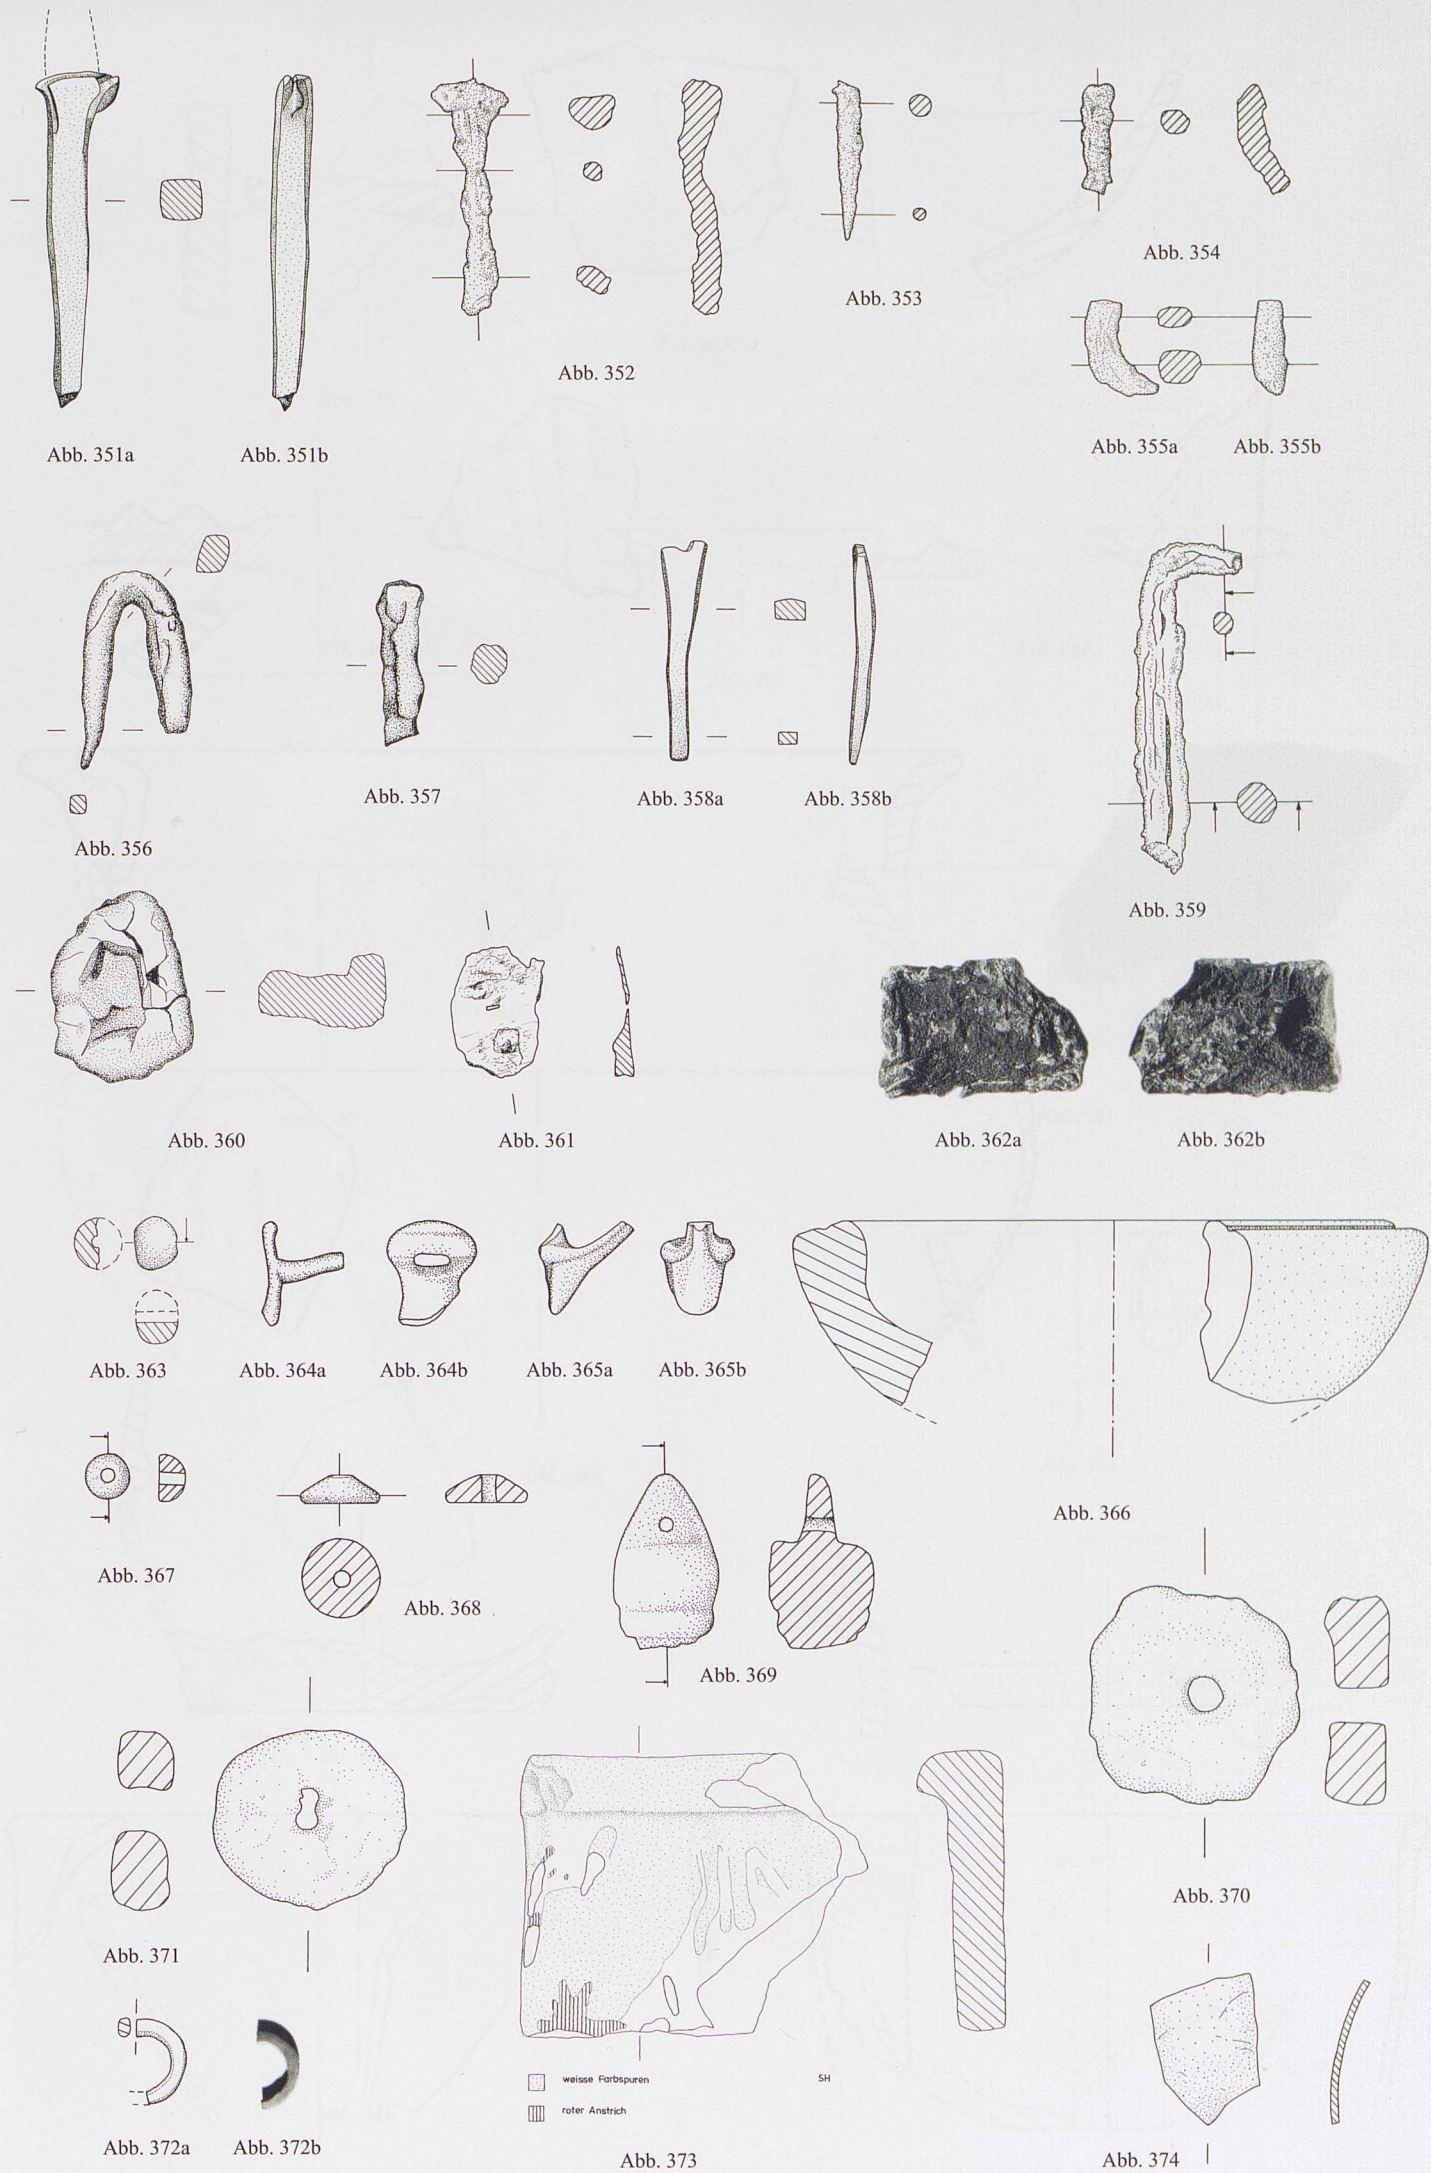 Abb. 351a
Abb. 351b
Abb. 352
Abb. 353
Abb. 354
Abb. 355a
Abb. 355b
Abb. 356
Abb. 357
Abb. 358a
Abb. 358b
Abb. 359
Abb. 360
Abb. 361
Abb. 362a
Abb. 362b
Abb. 363
Abb. 364a
Abb. 364b
Abb. 365a
Abb. 365b
Abb. 366
Abb. 367
Abb. 368
Abb. 369
Abb. 370
Abb. 371
Abb. 372a
Abb. 372b
weisse Farbspuren
SH
roter Anstrich
Abb. 373
Abb. 374